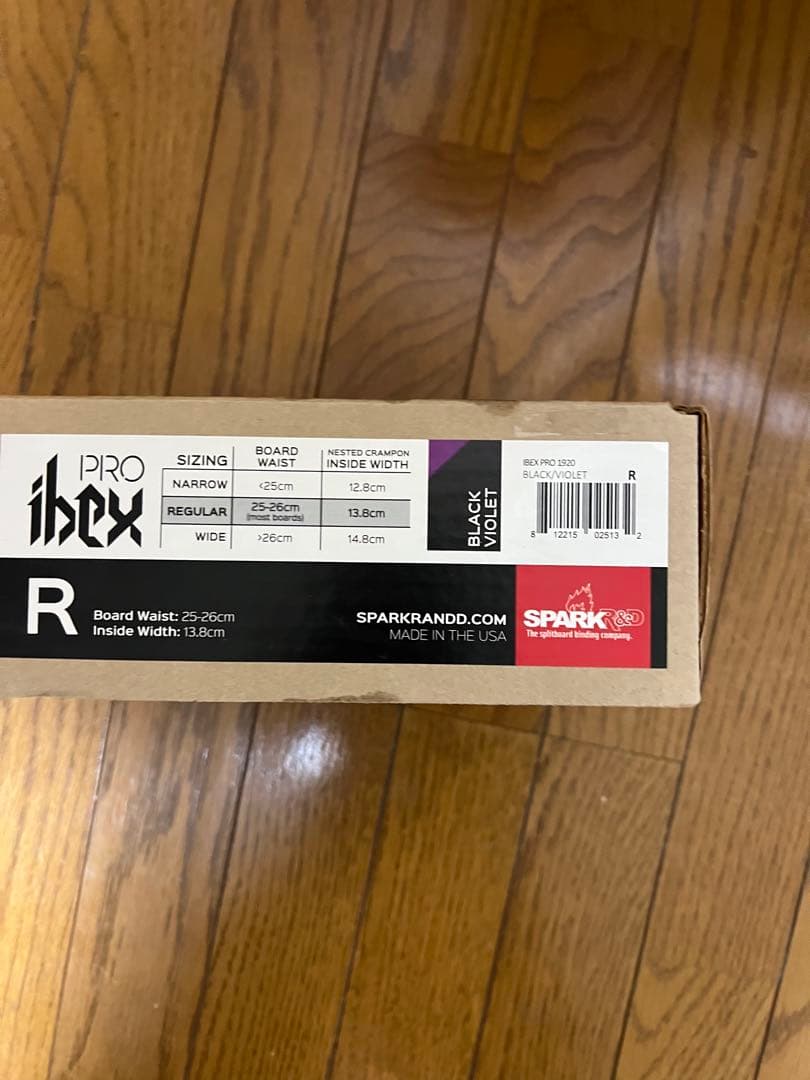 PRO
ibex
SIZING BOARD WAIST NESTED CRAMPON INSIDE WIDTH
NARROW <25cm 12.8cm
REGULAR 25-26cm (most boards) 13.8cm
WIDE >26cm 14.8cm
BLACK
VIOLET
IBEX PRO 1920
BLACK/VIOLET R
8 12215 02513 2
R
Board Waist: 25-26cm
Inside Width: 13.8cm
SPARKRANDD.COM
MADE IN THE USA
SPARK R&D
The splitboard binding company.